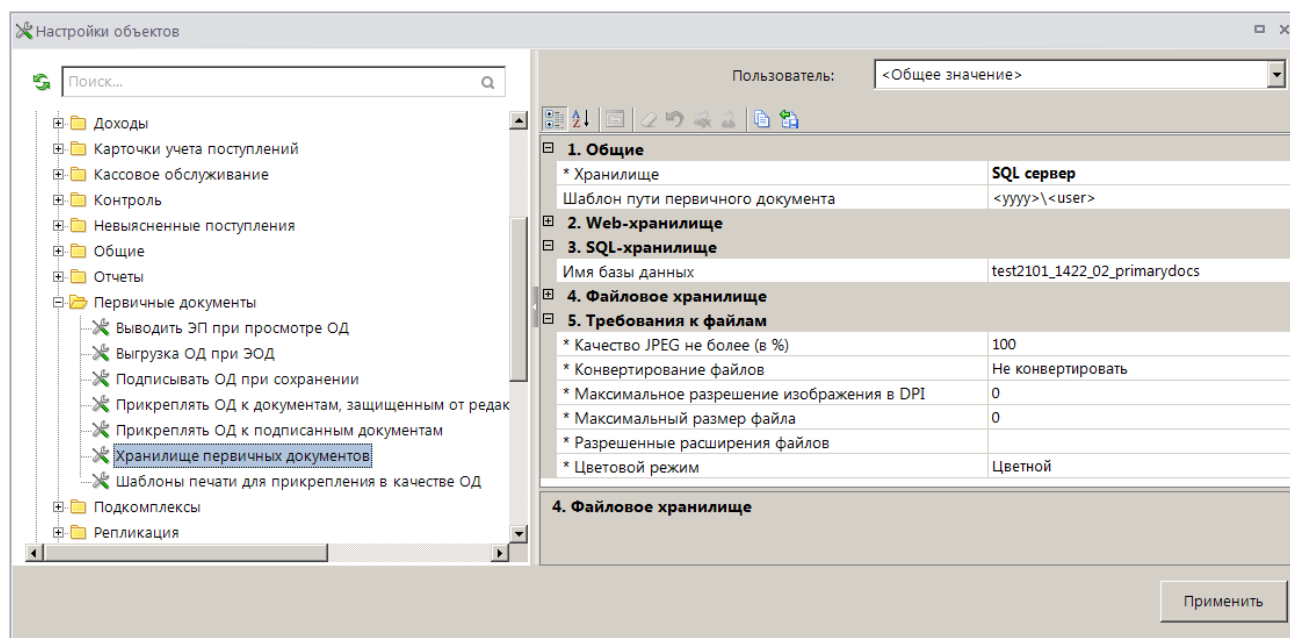 Настройки объектов
Поиск...
Пользователь:
<Общее значение>
Доходы
Карточки учета поступлений
Кассовое обслуживание
Контроль
Невыясненные поступления
Общие
Отчеты
Первичные документы
Выводить ЭП при просмотре ОД
Выгрузка ОД при ЭОД
Подписывать ОД при сохранении
Прикреплять ОД к документам, защищенным от редак
Прикреплять ОД к подписанным документам
Хранилище первичных документов
Шаблоны печати для прикрепления в качестве ОД
Подкомплексы
Репликация
1. Общие
* Хранилище SQL сервер
Шаблон пути первичного документа <yyyy>\<user>
2. Web-хранилище
3. SQL-хранилище
Имя базы данных test2101_1422_02_primarydocs
4. Файловое хранилище
5. Требования к файлам
* Качество JPEG не более (в %) 100
* Конвертирование файлов Не конвертировать
* Максимальное разрешение изображения в DPI 0
* Максимальный размер файла 0
* Разрешенные расширения файлов
* Цветовой режим Цветной
4. Файловое хранилище
Применить